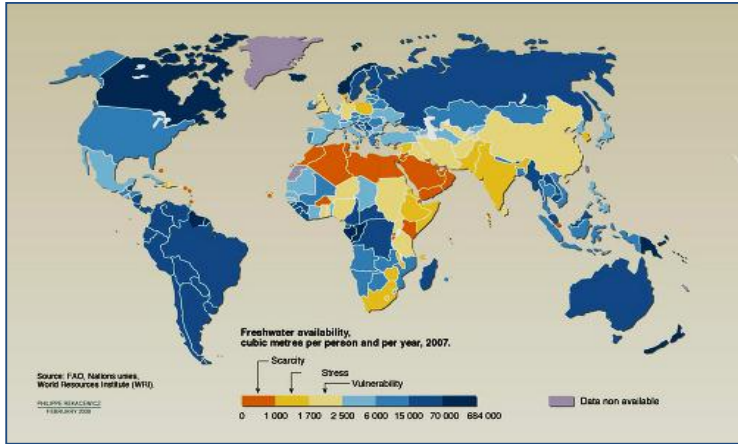 Freshwater availability,
cubic metres per person and per year, 2007.
Scarcity
Stress
Vulnerability
0 1 000 1 700 2 500 6 000 15 000 70 000 684 000
Data non available
Source: FAO, Nations unies,
World Resources Institute (WRI).
PHILIPPE REKACEWICZ
FEBRUARY 2008